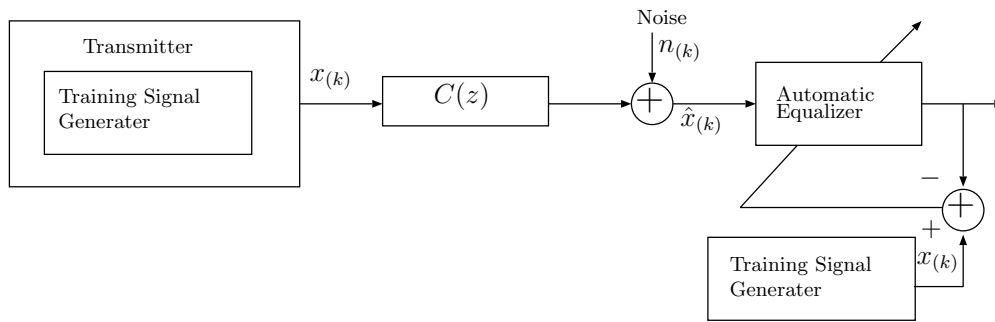 Transmitter
Training Signal
Generater
x(k)
C(z)
Noise
n(k)
+
x̂(k)
Automatic
Equalizer
−
+
+
x(k)
Training Signal
Generater